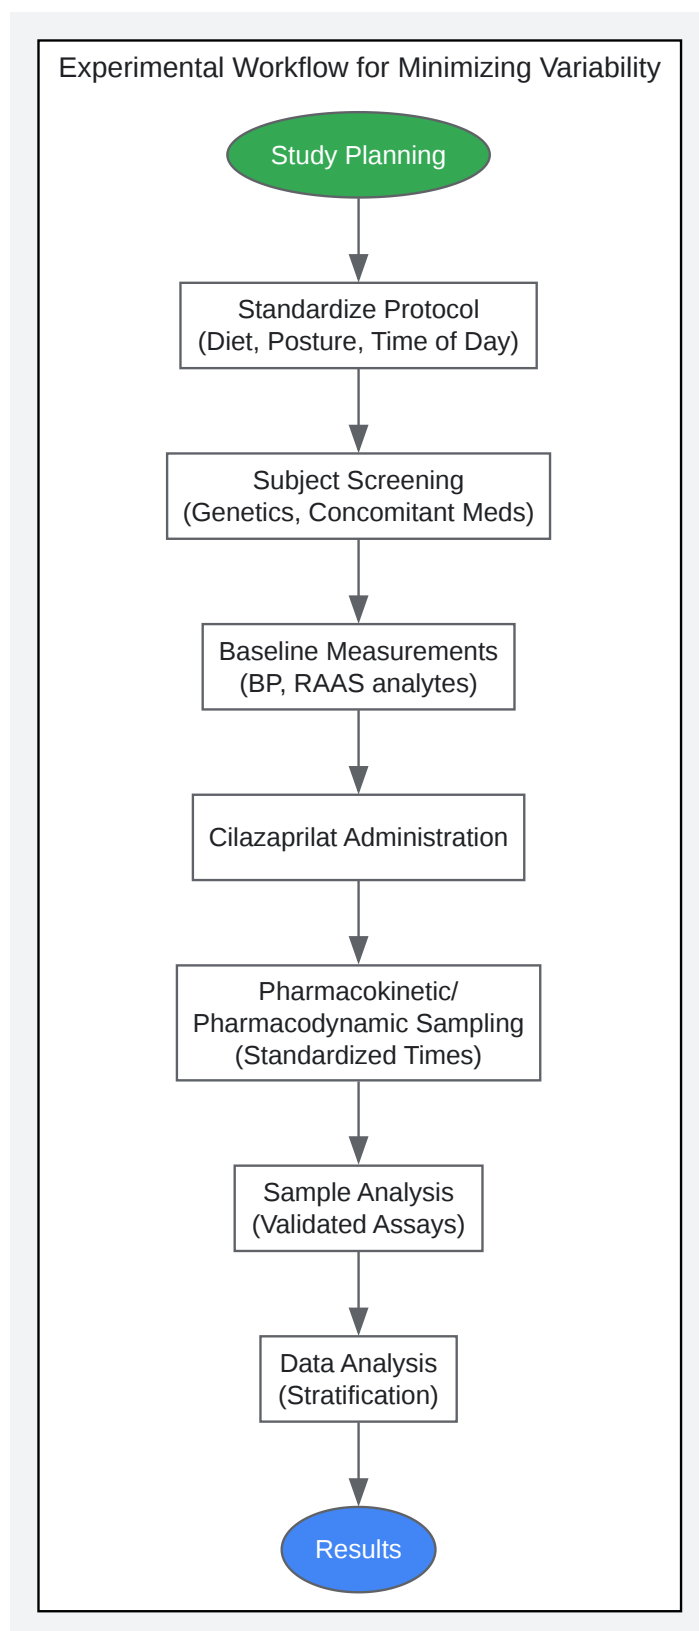 Experimental Workflow for Minimizing Variability
Study Planning
Standardize Protocol
(Diet, Posture, Time of Day)
Subject Screening
(Genetics, Concomitant Meds)
Baseline Measurements
(BP, RAAS analytes)
Cilazaprilat Administration
Pharmacokinetic/
Pharmacodynamic Sampling
(Standardized Times)
Sample Analysis
(Validated Assays)
Data Analysis
(Stratification)
Results